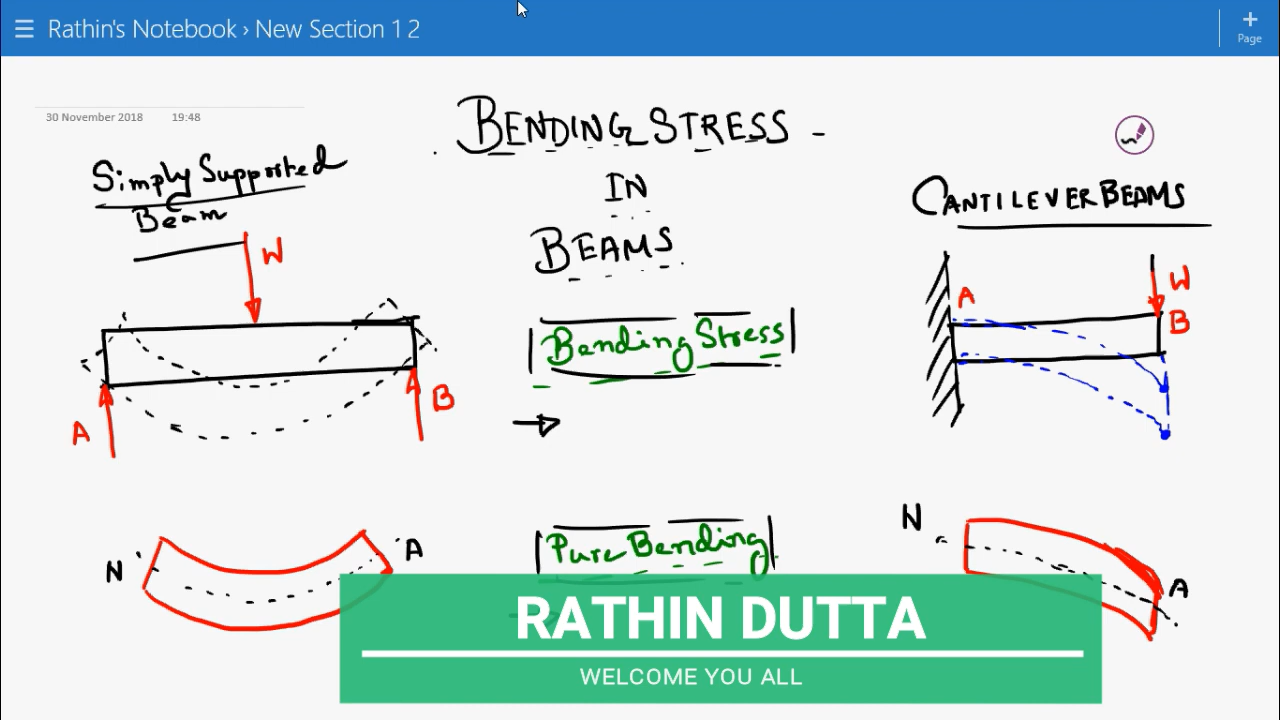 ☰ Rathin's Notebook › New Section 1 2
+
Page
30 November 2018 19:48
BENDING STRESS -
IN
BEAMS
Simply Supported
Beam
W
A
B
Bending Stress
CANTILEVER BEAMS
W
A
B
N
A
Pure Bending
N
A
RATHIN DUTTA
WELCOME YOU ALL